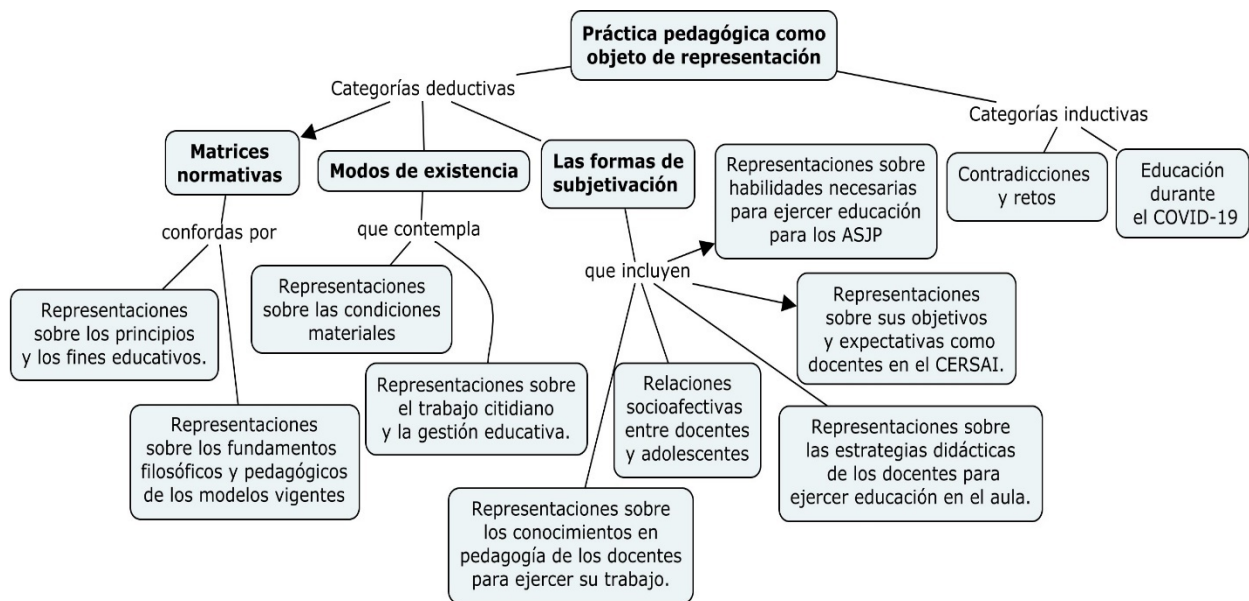 Práctica pedagógica como
objeto de representación
Categorías deductivas
Categorías inductivas
Matrices
normativas
Modos de existencia
Las formas de
subjetivación
Representaciones sobre
habilidades necesarias
para ejercer educación
para los ASJP
Contradicciones
y retos
Educación
durante
el COVID-19
confordas por
que contempla
que incluyen
Representaciones
sobre los principios
y los fines educativos.
Representaciones
sobre las condiciones
materiales
Representaciones
sobre sus objetivos
y expectativas como
docentes en el CERSAI.
Representaciones
sobre los fundamentos
filosóficos y pedagógicos
de los modelos vigentes
Representaciones sobre
el trabajo citidiano
y la gestión educativa.
Relaciones
socioafectivas
entre docentes
y adolescentes
Representaciones sobre
las estrategias didácticas
de los docentes para
ejercer educación en el aula.
Representaciones sobre
los conocimientos en
pedagogía de los docentes
para ejercer su trabajo.